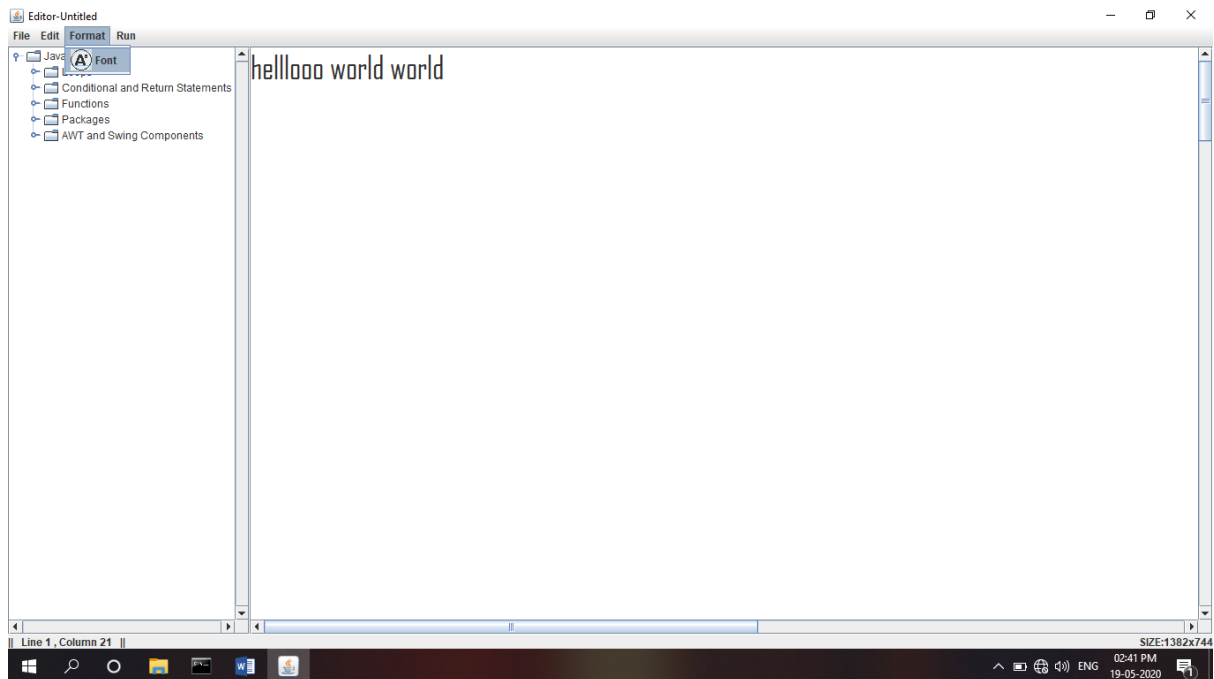 Editor-Untitled
File Edit Format Run
Java
Font
Conditional and Return Statements
Functions
Packages
AWT and Swing Components
helllooo world world
|| Line 1 , Column 21 ||
SIZE:1382x744
ENG
02:41 PM
19-05-2020